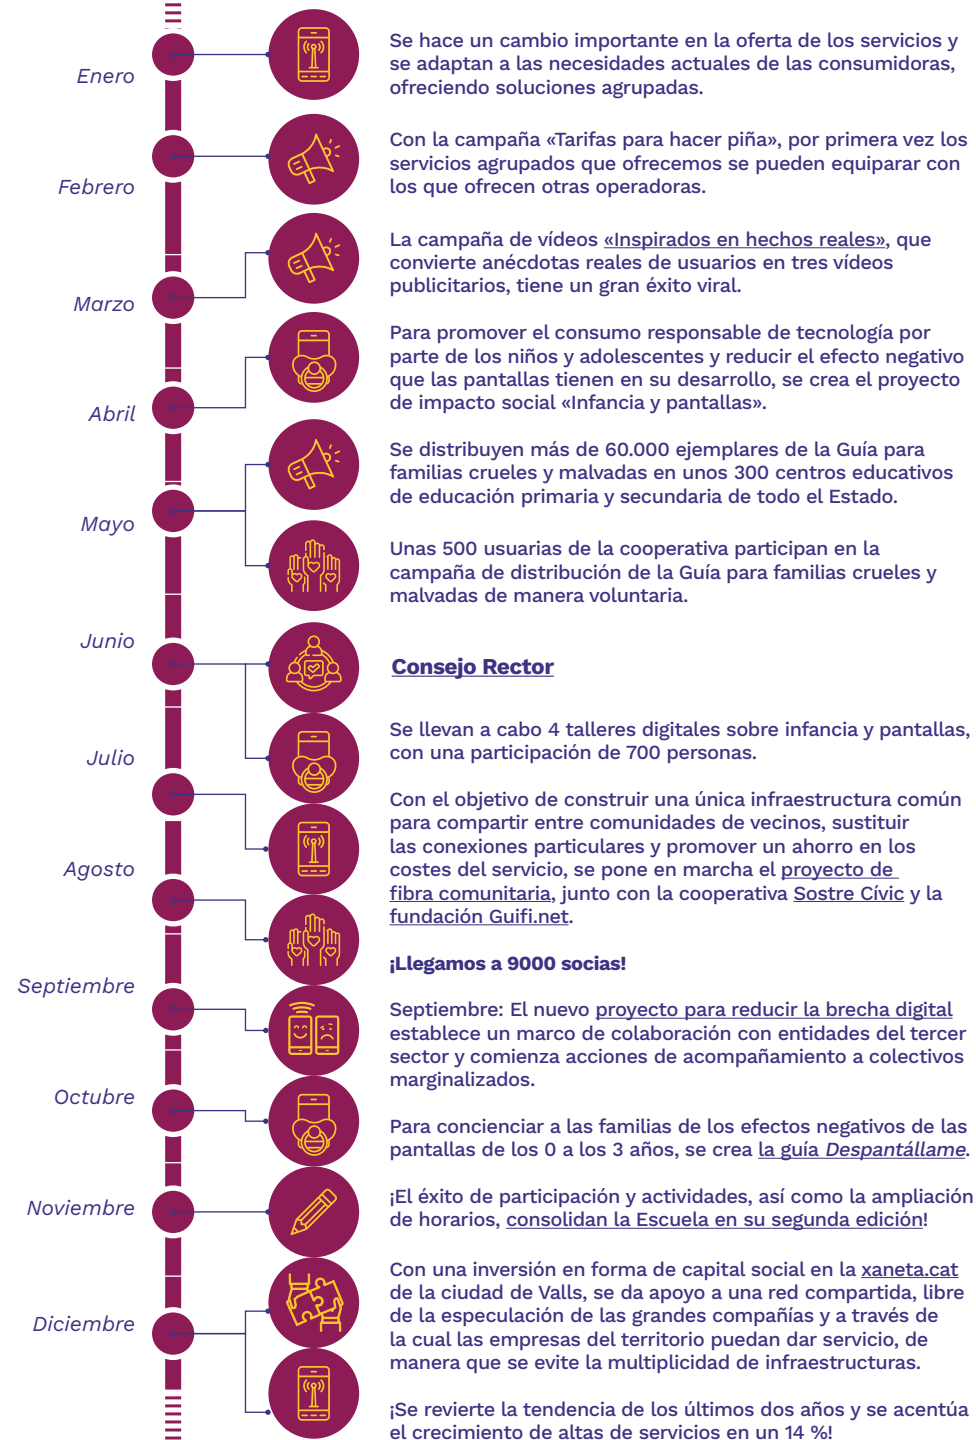 Enero
Se hace un cambio importante en la oferta de los servicios y
se adaptan a las necesidades actuales de las consumidoras,
ofreciendo soluciones agrupadas.
Febrero
Con la campaña «Tarifas para hacer piña», por primera vez los
servicios agrupados que ofrecemos se pueden equiparar con
los que ofrecen otras operadoras.
Marzo
La campaña de vídeos «Inspirados en hechos reales», que
convierte anécdotas reales de usuarios en tres vídeos
publicitarios, tiene un gran éxito viral.
Abril
Para promover el consumo responsable de tecnología por
parte de los niños y adolescentes y reducir el efecto negativo
que las pantallas tienen en su desarrollo, se crea el proyecto
de impacto social «Infancia y pantallas».
Mayo
Se distribuyen más de 60.000 ejemplares de la Guía para
familias crueles y malvadas en unos 300 centros educativos
de educación primaria y secundaria de todo el Estado.
Unas 500 usuarias de la cooperativa participan en la
campaña de distribución de la Guía para familias crueles y
malvadas de manera voluntaria.
Junio
Consejo Rector
Se llevan a cabo 4 talleres digitales sobre infancia y pantallas,
con una participación de 700 personas.
Julio
Con el objetivo de construir una única infraestructura común
para compartir entre comunidades de vecinos, sustituir
las conexiones particulares y promover un ahorro en los
costes del servicio, se pone en marcha el proyecto de
fibra comunitaria, junto con la cooperativa Sostre Cívic y la
fundación Guifi.net.
Agosto
¡Llegamos a 9000 socias!
Septiembre
Septiembre: El nuevo proyecto para reducir la brecha digital
establece un marco de colaboración con entidades del tercer
sector y comienza acciones de acompañamiento a colectivos
marginalizados.
Octubre
Para concienciar a las familias de los efectos negativos de las
pantallas de los 0 a los 3 años, se crea la guía Despantállame.
Noviembre
¡El éxito de participación y actividades, así como la ampliación
de horarios, consolidan la Escuela en su segunda edición!
Diciembre
Con una inversión en forma de capital social en la xaneta.cat
de la ciudad de Valls, se da apoyo a una red compartida, libre
de la especulación de las grandes compañías y a través de
la cual las empresas del territorio puedan dar servicio, de
manera que se evite la multiplicidad de infraestructuras.
¡Se revierte la tendencia de los últimos dos años y se acentúa
el crecimiento de altas de servicios en un 14 %!